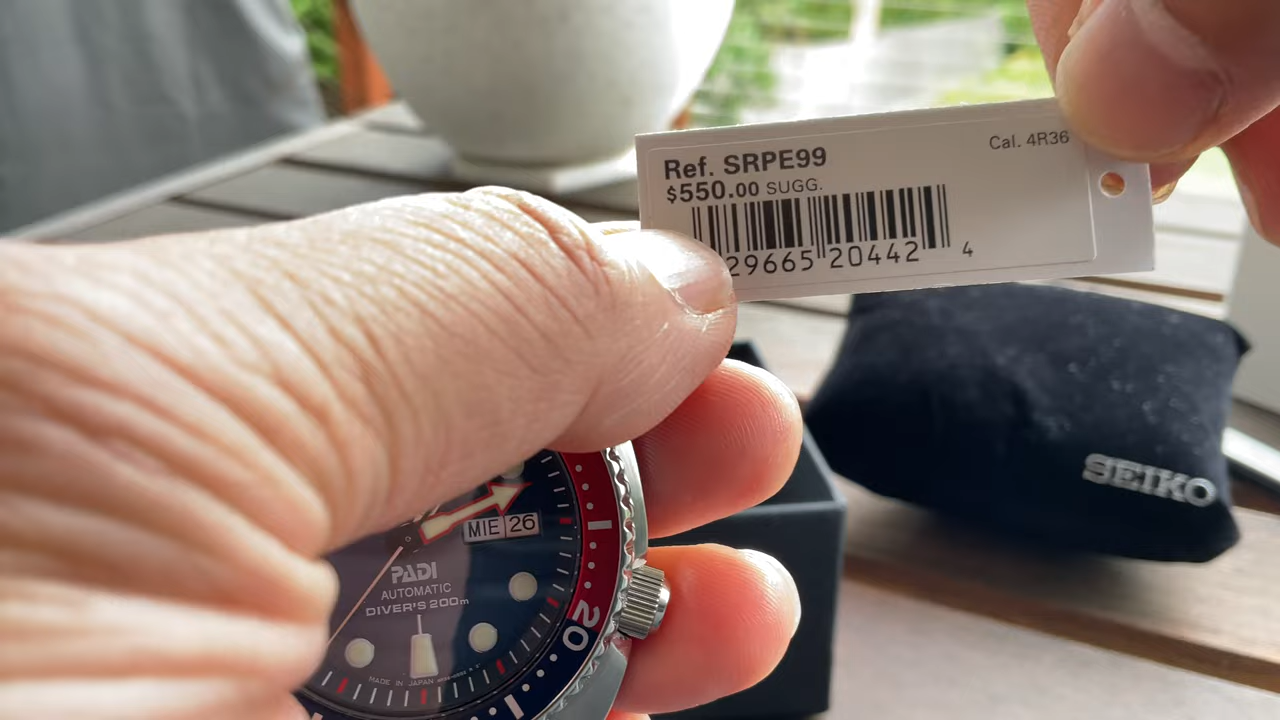 Ref. SRPE99
Cal. 4R36
$550.00 SUGG.
29665 20442 4
SEIKO
MIE 26
PADI
AUTOMATIC
DIVER'S 200m
20
MADE IN JAPAN